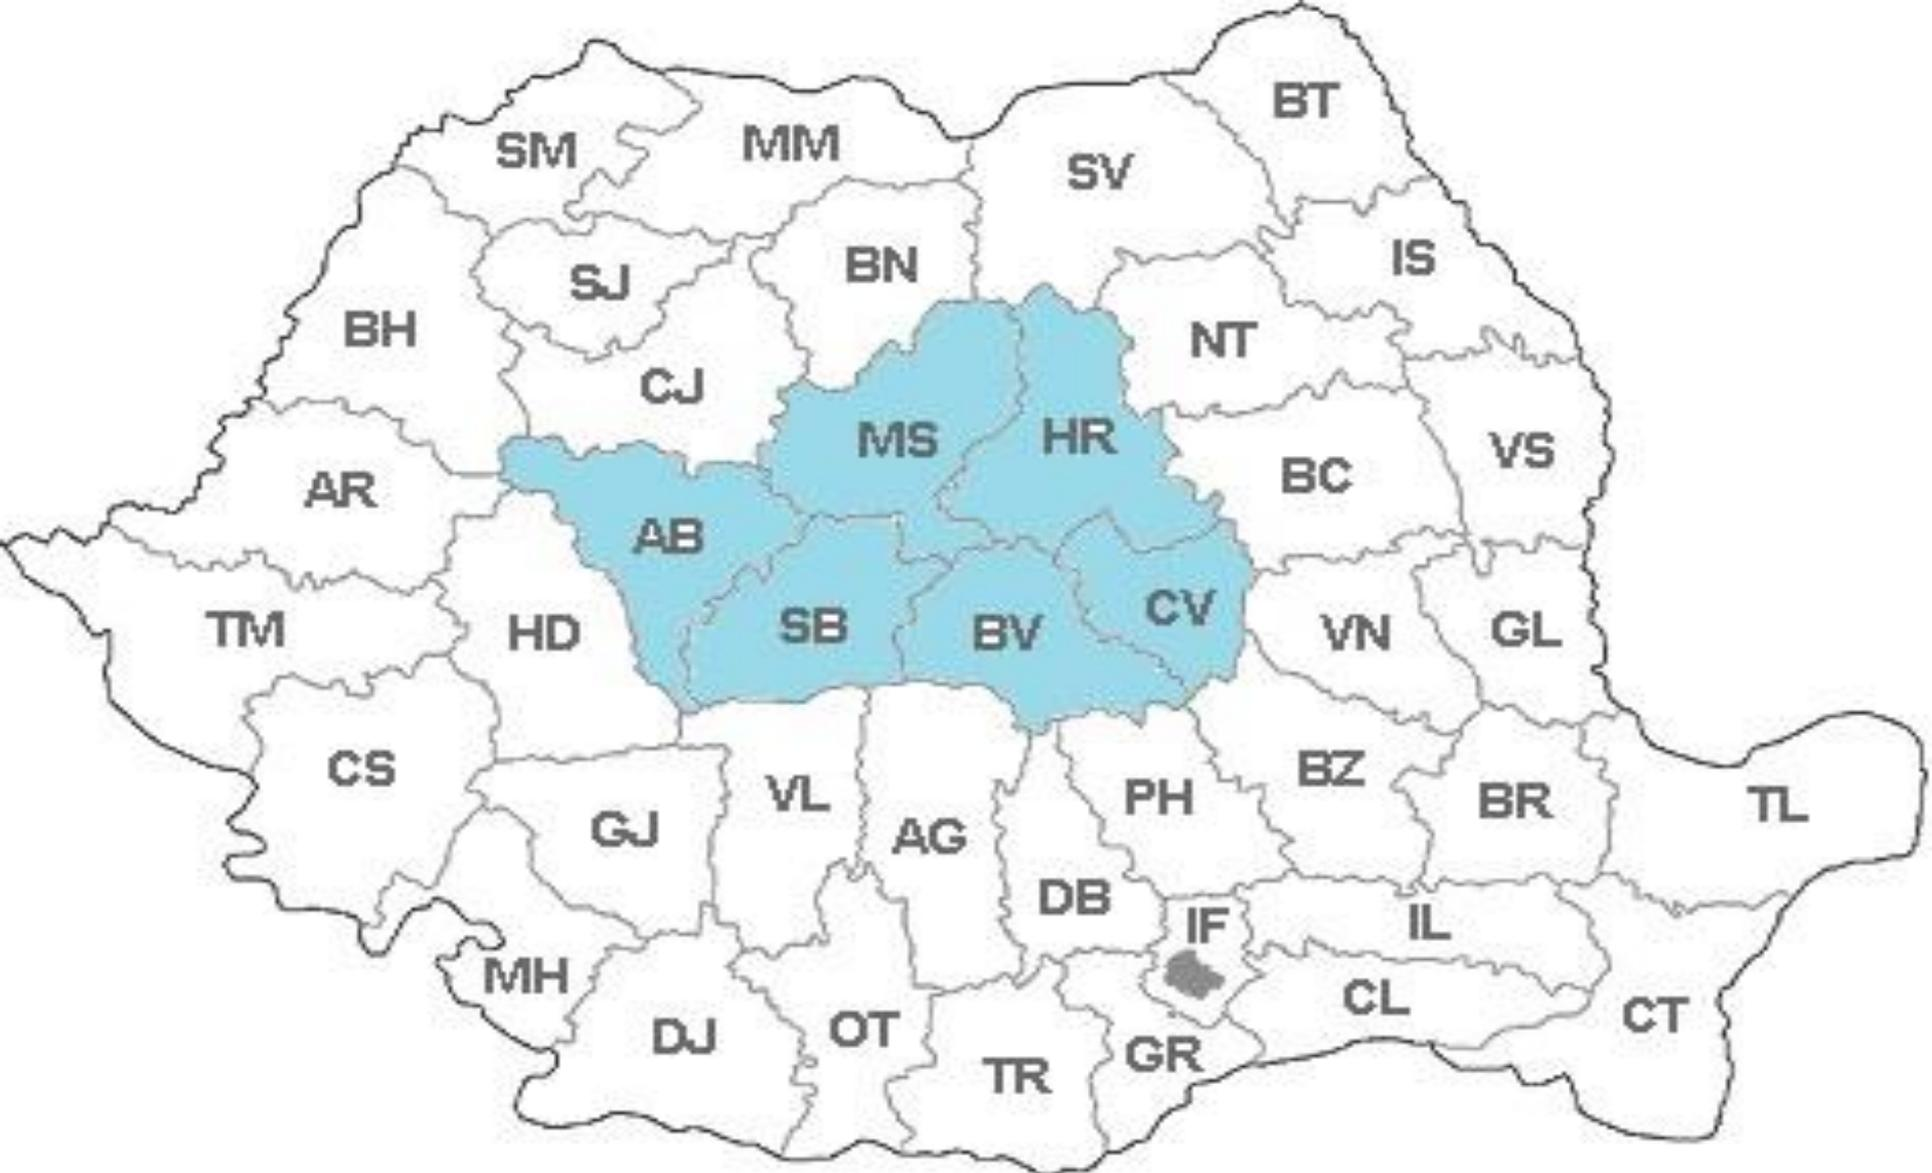 BT
SM
MM
SV
BN
IS
SJ
BH
NT
CJ
MS
HR
VS
BC
AR
AB
CV
TM
HD
SB
BV
VN
GL
CS
VL
PH
BZ
BR
TL
GJ
AG
DB
IF
IL
MH
CL
CT
DJ
OT
GR
TR